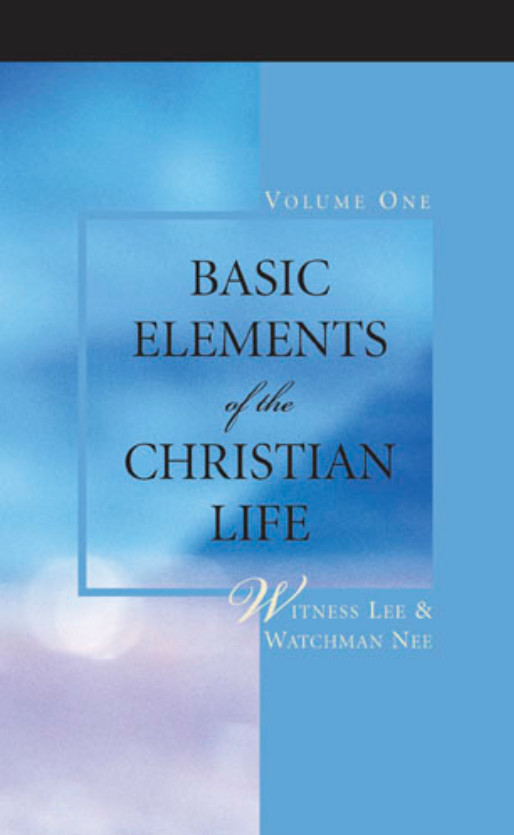 VOLUME ONE
BASIC
ELEMENTS
of the
CHRISTIAN
LIFE
WITNESS LEE &
WATCHMAN NEE